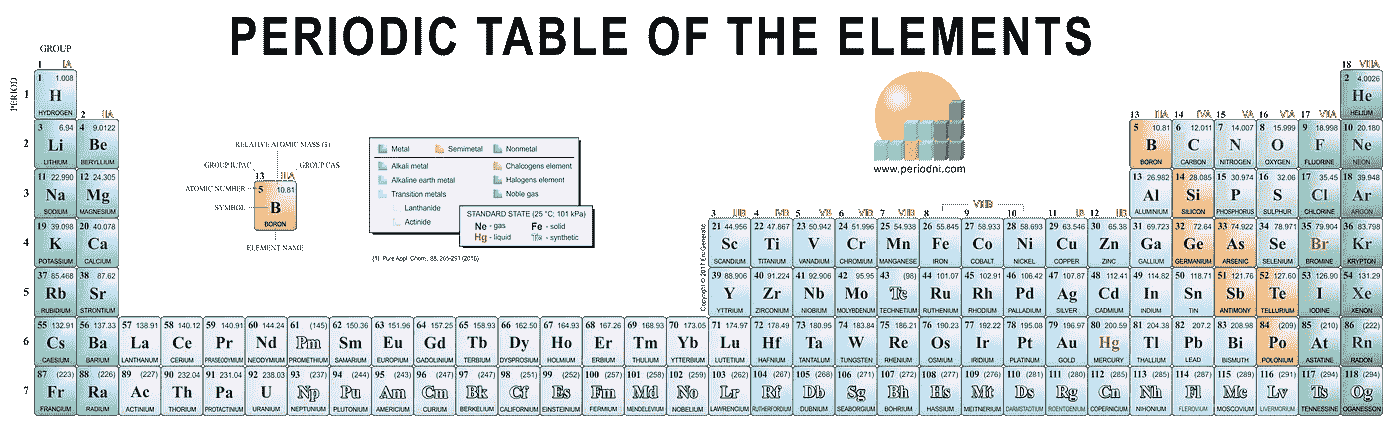 PERIODIC TABLE OF THE ELEMENTS
GROUP
PERIOD
1 IA
18 VIIIA
1
1 1.008
2 4.0026
H
He
HYDROGEN
HELIUM
2 IIA
13 IIIA 14 IVA 15 VA 16 VIA 17 VIIA
2
3 6.94 4 9.0122
5 10.81 6 12.011 7 14.007 8 15.999 9 18.998 10 20.180
Li Be
B C N O F Ne
LITHIUM BERYLLIUM
BORON CARBON NITROGEN OXYGEN FLUORINE NEON
RELATIVE ATOMIC MASS (1)
GROUP IUPAC
GROUP CAS
13 IIIA
ATOMIC NUMBER
5 10.81
SYMBOL
B
BORON
ELEMENT NAME
Metal Semimetal Nonmetal
Alkali metal
Alkaline earth metal
Transition metals
Lanthanide
Actinide
Chalcogens element
Halogens element
Noble gas
STANDARD STATE (25 °C; 101 kPa)
Ne - gas Fe - solid
Hg - liquid Tc - synthetic
(1) Pure Appl. Chem., 88, 265-291 (2016)
www.periodni.com
Copyright © 2017 Eni Generalić
3
11 22.990 12 24.305
13 26.982 14 28.085 15 30.974 16 32.06 17 35.45 18 39.948
Na Mg
Al Si P S Cl Ar
SODIUM MAGNESIUM
ALUMINIUM SILICON PHOSPHORUS SULPHUR CHLORINE ARGON
3 IIIB 4 IVB 5 VB 6 VIB 7 VIIB 8 9 VIIIB 10 11 IB 12 IIB
4
19 39.098 20 40.078 21 44.956 22 47.867 23 50.942 24 51.996 25 54.938 26 55.845 27 58.933 28 58.693 29 63.546 30 65.38 31 69.723 32 72.64 33 74.922 34 78.971 35 79.904 36 83.798
K Ca Sc Ti V Cr Mn Fe Co Ni Cu Zn Ga Ge As Se Br Kr
POTASSIUM CALCIUM SCANDIUM TITANIUM VANADIUM CHROMIUM MANGANESE IRON COBALT NICKEL COPPER ZINC GALLIUM GERMANIUM ARSENIC SELENIUM BROMINE KRYPTON
5
37 85.468 38 87.62 39 88.906 40 91.224 41 92.906 42 95.95 43 (98) 44 101.07 45 102.91 46 106.42 47 107.87 48 112.41 49 114.82 50 118.71 51 121.76 52 127.60 53 126.90 54 131.29
Rb Sr Y Zr Nb Mo Tc Ru Rh Pd Ag Cd In Sn Sb Te I Xe
RUBIDIUM STRONTIUM YTTRIUM ZIRCONIUM NIOBIUM MOLYBDENUM TECHNETIUM RUTHENIUM RHODIUM PALLADIUM SILVER CADMIUM INDIUM TIN ANTIMONY TELLURIUM IODINE XENON
6
55 132.91 56 137.33 57 138.91 58 140.12 59 140.91 60 144.24 61 (145) 62 150.36 63 151.96 64 157.25 65 158.93 66 162.50 67 164.93 68 167.26 69 168.93 70 173.05 71 174.97 72 178.49 73 180.95 74 183.84 75 186.21 76 190.23 77 192.22 78 195.08 79 196.97 80 200.59 81 204.38 82 207.2 83 208.98 84 (209) 85 (210) 86 (222)
Cs Ba La Ce Pr Nd Pm Sm Eu Gd Tb Dy Ho Er Tm Yb Lu Hf Ta W Re Os Ir Pt Au Hg Tl Pb Bi Po At Rn
CAESIUM BARIUM LANTHANUM CERIUM PRASEODYMIUM NEODYMIUM PROMETHIUM SAMARIUM EUROPIUM GADOLINIUM TERBIUM DYSPROSIUM HOLMIUM ERBIUM THULIUM YTTERBIUM LUTETIUM HAFNIUM TANTALUM TUNGSTEN RHENIUM OSMIUM IRIDIUM PLATINUM GOLD MERCURY THALLIUM LEAD BISMUTH POLONIUM ASTATINE RADON
7
87 (223) 88 (226) 89 (227) 90 232.04 91 231.04 92 238.03 93 (237) 94 (244) 95 (243) 96 (247) 97 (247) 98 (251) 99 (252) 100 (257) 101 (258) 102 (259) 103 (262) 104 (267) 105 (268) 106 (271) 107 (272) 108 (277) 109 (276) 110 (281) 111 (280) 112 (285) 113 (285) 114 (287) 115 (289) 116 (291) 117 (294) 118 (294)
Fr Ra Ac Th Pa U Np Pu Am Cm Bk Cf Es Fm Md No Lr Rf Db Sg Bh Hs Mt Ds Rg Cn Nh Fl Mc Lv Ts Og
FRANCIUM RADIUM ACTINIUM THORIUM PROTACTINIUM URANIUM NEPTUNIUM PLUTONIUM AMERICIUM CURIUM BERKELIUM CALIFORNIUM EINSTEINIUM FERMIUM MENDELEVIUM NOBELIUM LAWRENCIUM RUTHERFORDIUM DUBNIUM SEABORGIUM BOHRIUM HASSIUM MEITNERIUM DARMSTADTIUM ROENTGENIUM COPERNICIUM NIHONIUM FLEROVIUM MOSCOVIUM LIVERMORIUM TENNESSINE OGANESSON